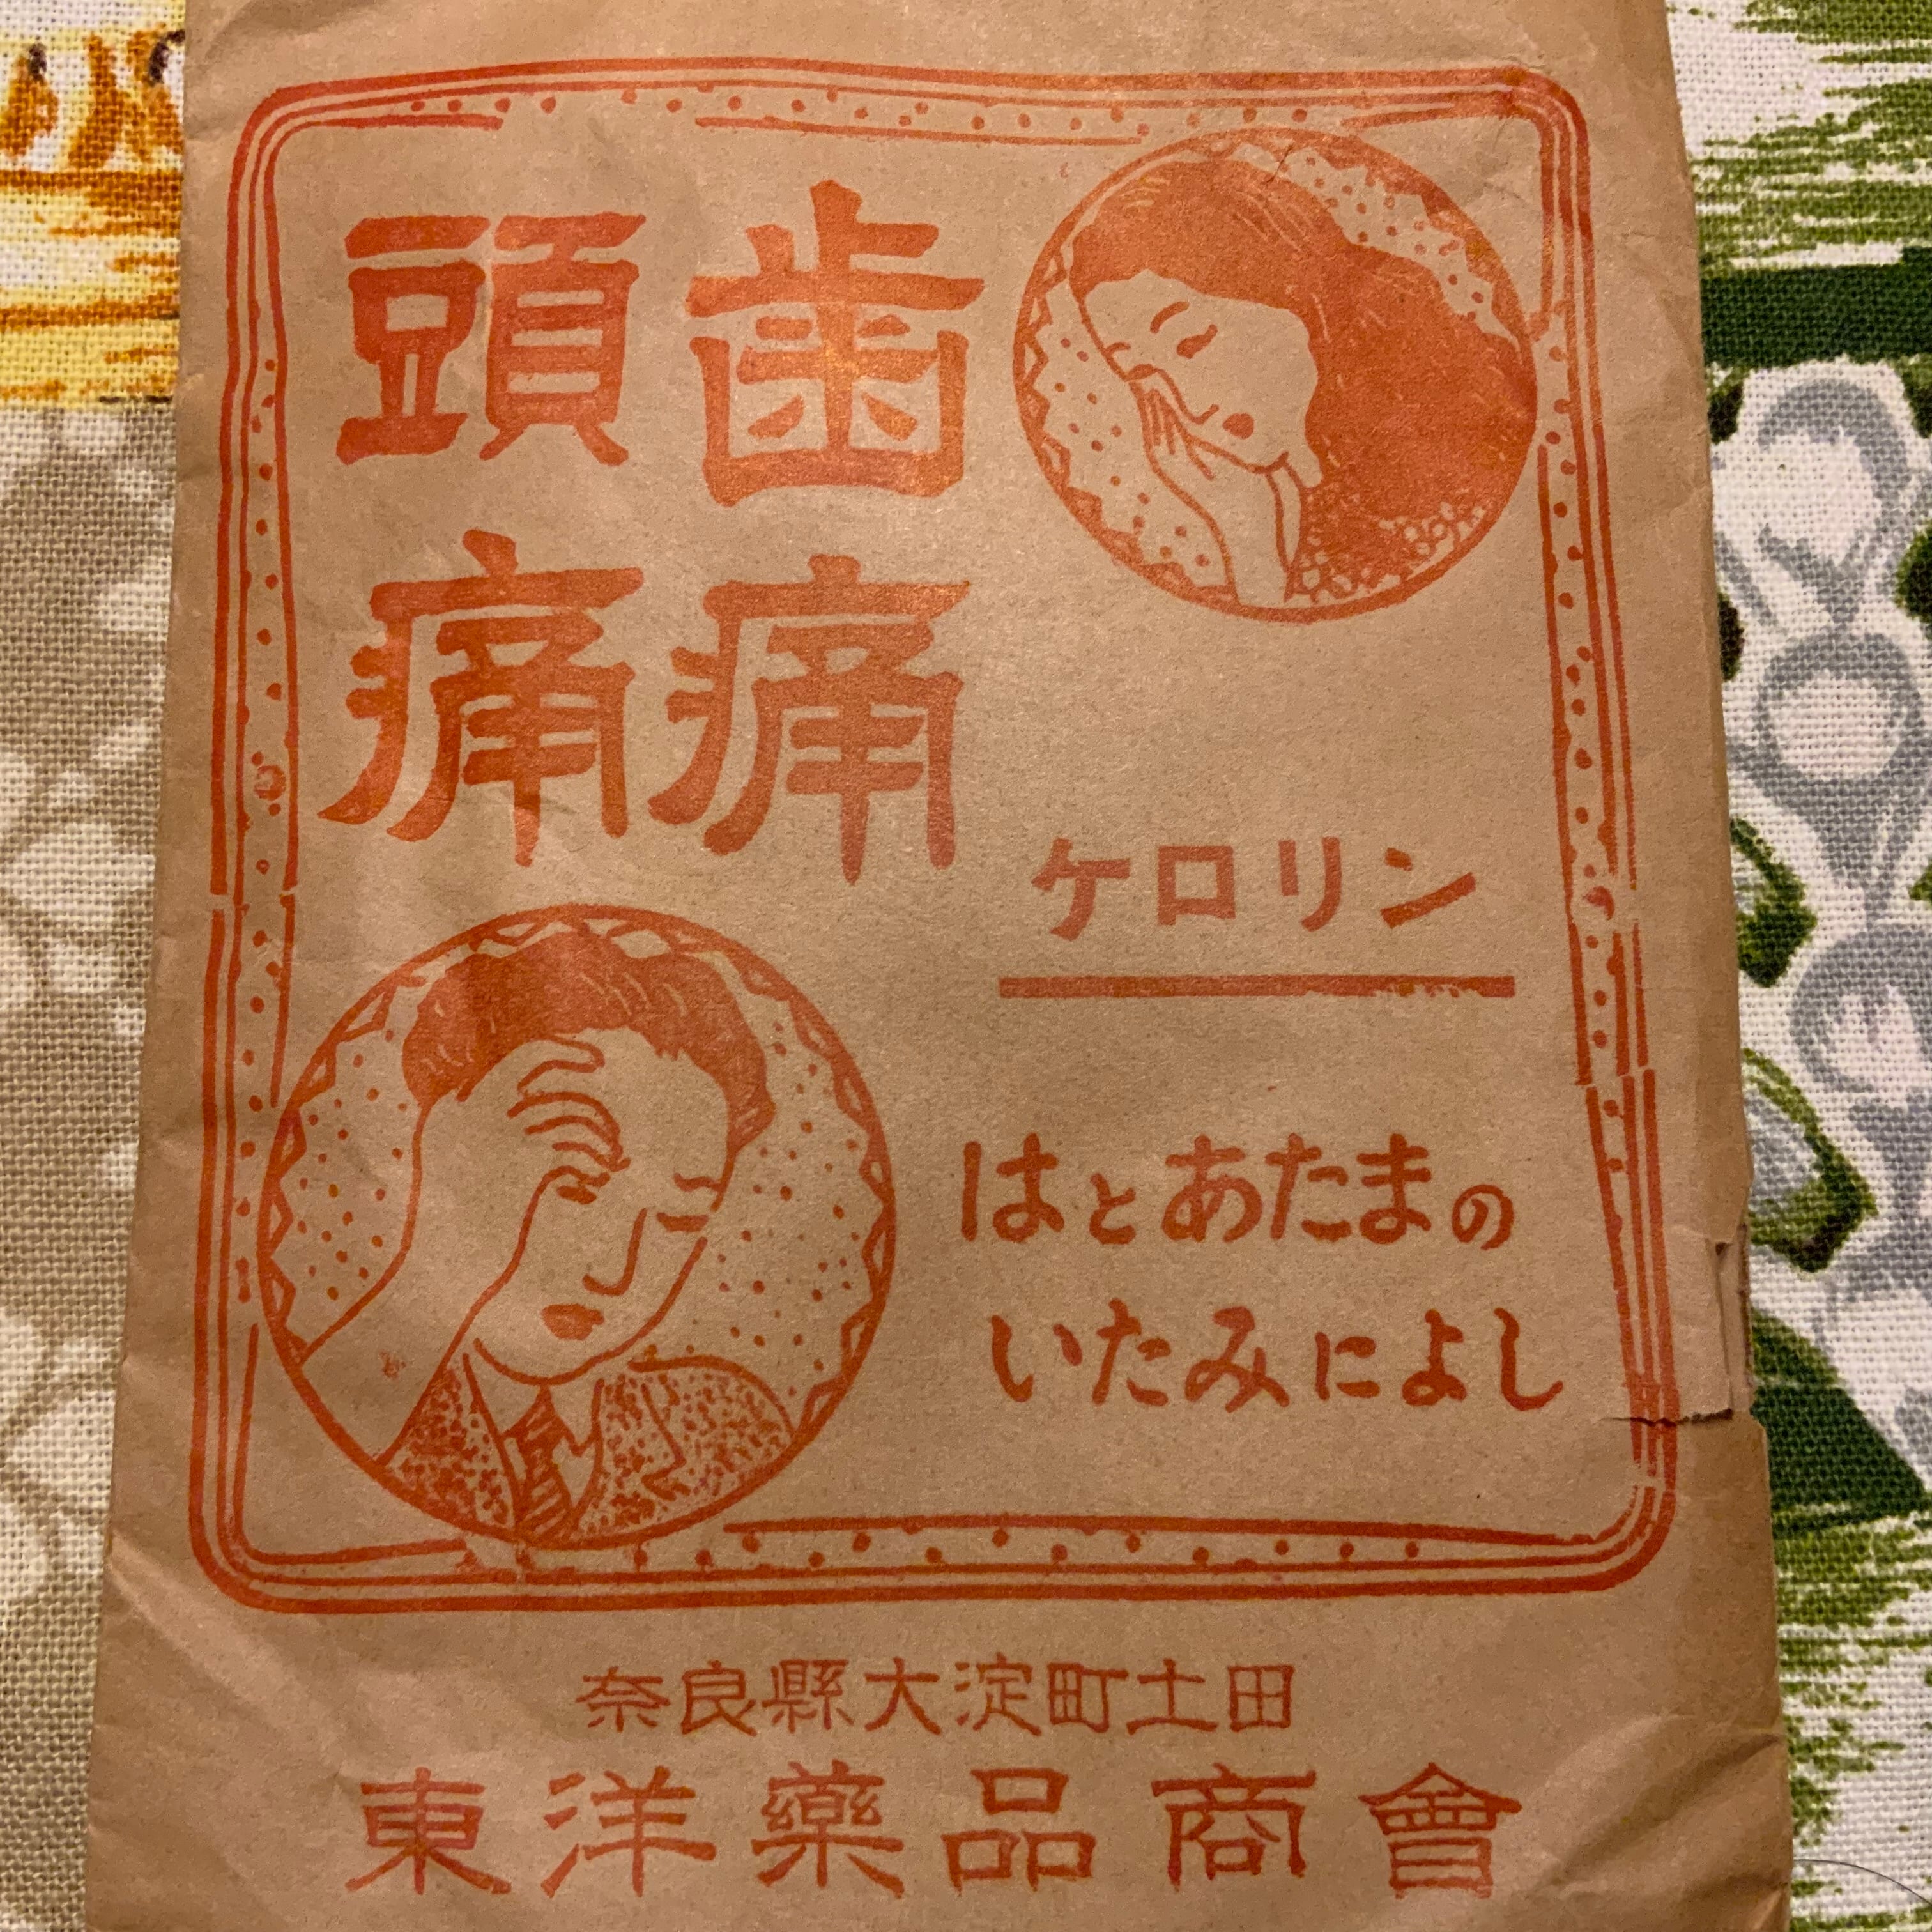 歯痛
頭痛
ケロリン
はとあたまの
いたみによし
奈良縣大淀町土田
東洋藥品商會